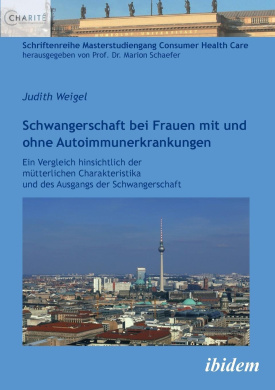 CHARITÉ
Schriftenreihe Masterstudiengang Consumer Health Care
herausgegeben von Prof. Dr. Marion Schaefer
Judith Weigel
Schwangerschaft bei Frauen mit und
ohne Autoimmunerkrankungen
Ein Vergleich hinsichtlich der
mütterlichen Charakteristika
und des Ausgangs der Schwangerschaft
ibidem